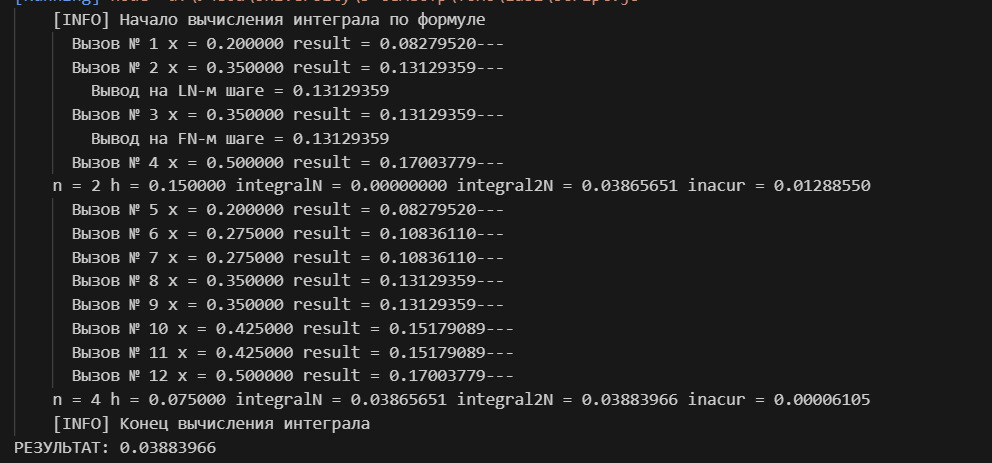 [INFO] Начало вычисления интеграла по формуле
Вызов № 1 x = 0.200000 result = 0.08279520---
Вызов № 2 x = 0.350000 result = 0.13129359---
Вывод на LN-м шаге = 0.13129359
Вызов № 3 x = 0.350000 result = 0.13129359---
Вывод на FN-м шаге = 0.13129359
Вызов № 4 x = 0.500000 result = 0.17003779---
n = 2 h = 0.150000 integralN = 0.00000000 integral2N = 0.03865651 inacur = 0.01288550
Вызов № 5 x = 0.200000 result = 0.08279520---
Вызов № 6 x = 0.275000 result = 0.10836110---
Вызов № 7 x = 0.275000 result = 0.10836110---
Вызов № 8 x = 0.350000 result = 0.13129359---
Вызов № 9 x = 0.350000 result = 0.13129359---
Вызов № 10 x = 0.425000 result = 0.15179089---
Вызов № 11 x = 0.425000 result = 0.15179089---
Вызов № 12 x = 0.500000 result = 0.17003779---
n = 4 h = 0.075000 integralN = 0.03865651 integral2N = 0.03883966 inacur = 0.00006105
[INFO] Конец вычисления интеграла
РЕЗУЛЬТАТ: 0.03883966